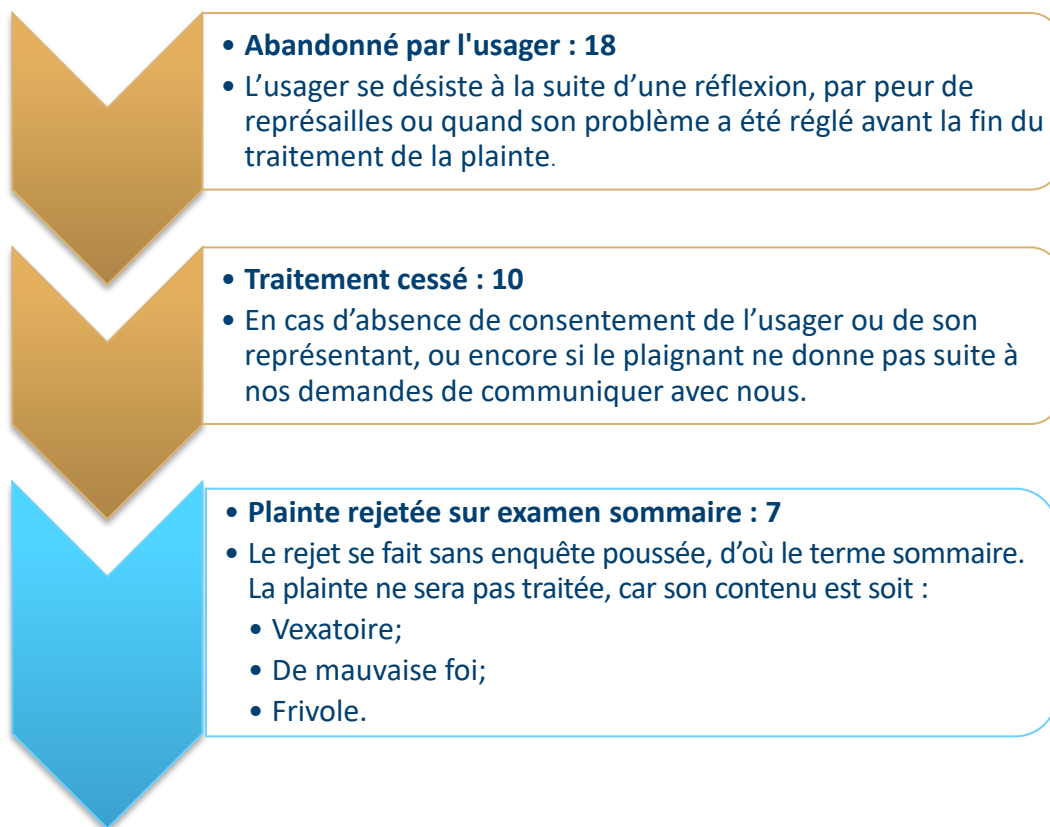 • Abandonné par l'usager : 18
• L’usager se désiste à la suite d’une réflexion, par peur de
représailles ou quand son problème a été réglé avant la fin du
traitement de la plainte.
• Traitement cessé : 10
• En cas d’absence de consentement de l’usager ou de son
représentant, ou encore si le plaignant ne donne pas suite à
nos demandes de communiquer avec nous.
• Plainte rejetée sur examen sommaire : 7
• Le rejet se fait sans enquête poussée, d’où le terme sommaire.
La plainte ne sera pas traitée, car son contenu est soit :
• Vexatoire;
• De mauvaise foi;
• Frivole.